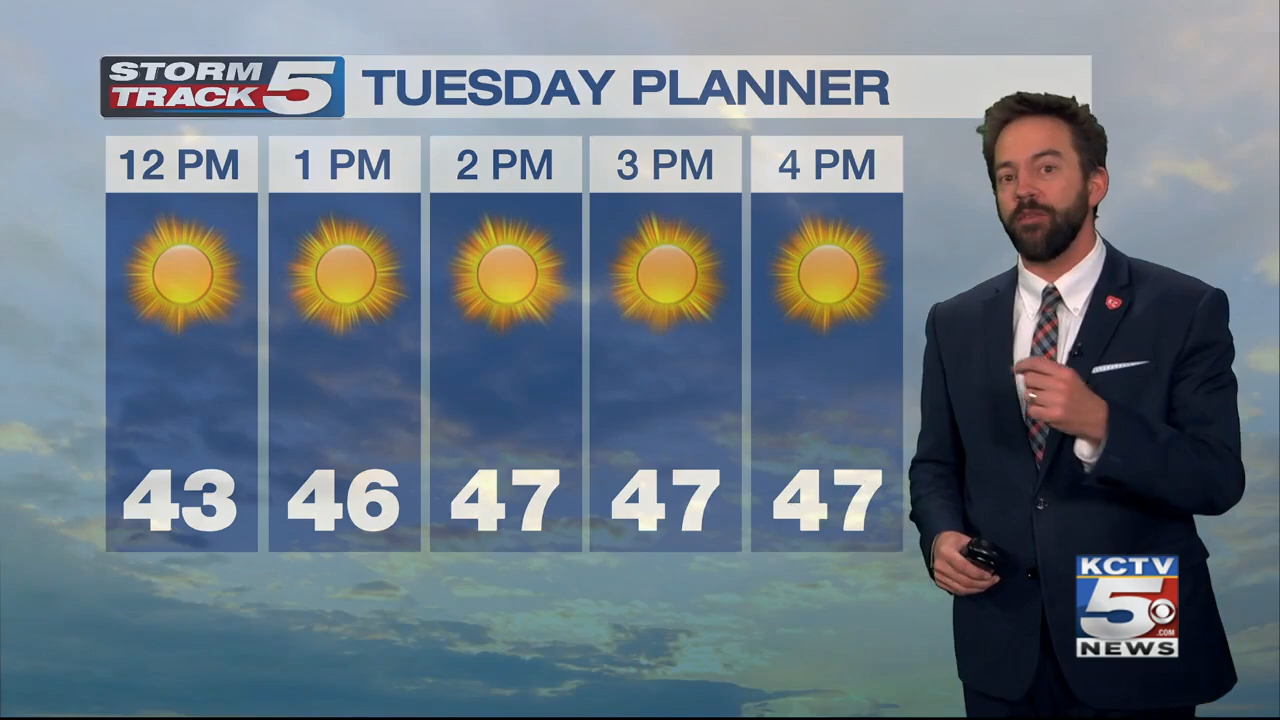 STORM
TRACK 5
TUESDAY PLANNER
12 PM
1 PM
2 PM
3 PM
4 PM
43
46
47
47
47
KC
KCTV
5
.COM
NEWS